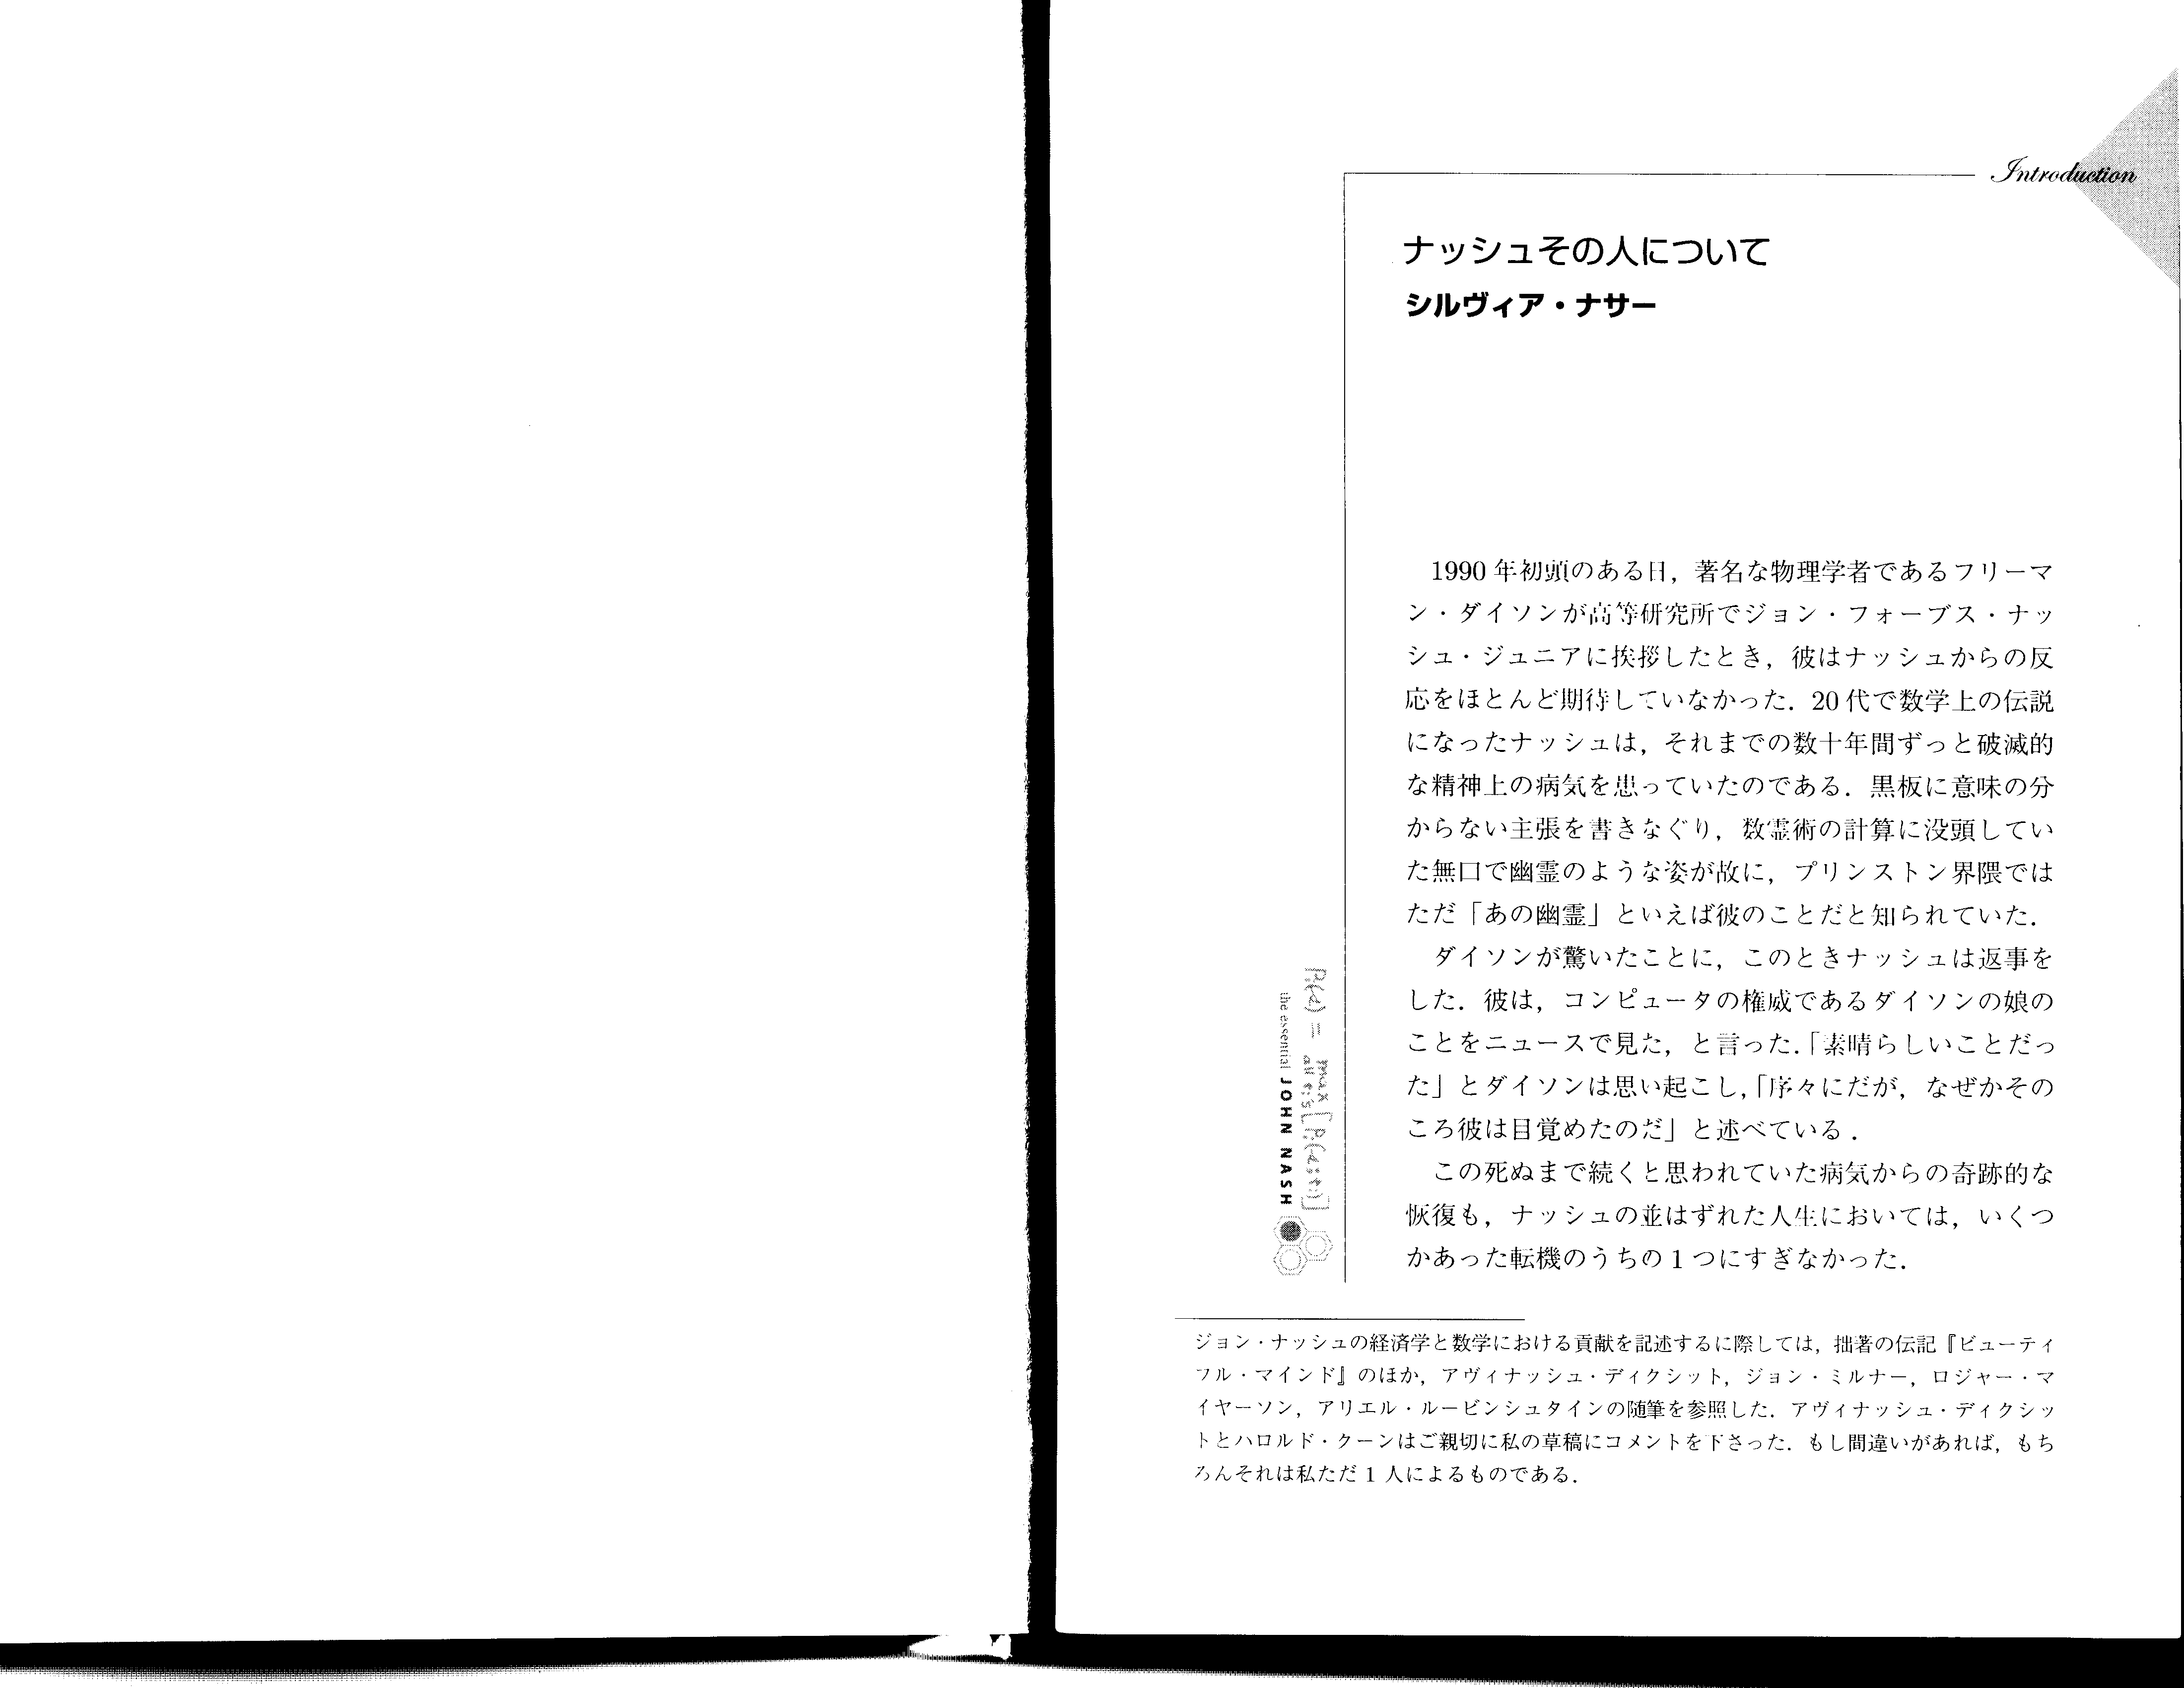 Introduction
ナッシュその人について
シルヴィア・ナサー
1990年初頭のある日，著名な物理学者であるフリーマ
ン・ダイソンが高等研究所でジョン・フォーブス・ナッ
シュ・ジュニアに挨拶したとき，彼はナッシュからの反
応をほとんど期待していなかった．20代で数学上の伝説
になったナッシュは，それまでの数十年間ずっと破滅的
な精神上の病気を患っていたのである．黒板に意味の分
からない主張を書きなぐり，数霊術の計算に没頭してい
た無口で幽霊のような姿が故に，プリンストン界隈では
ただ「あの幽霊」といえば彼のことだと知られていた．
ダイソンが驚いたことに，このときナッシュは返事を
した．彼は，コンピュータの権威であるダイソンの娘の
ことをニュースで見た，と言った．「素晴らしいことだっ
た」とダイソンは思い起こし，「序々にだが，なぜかその
ころ彼は目覚めたのだ」と述べている．
この死ぬまで続くと思われていた病気からの奇跡的な
恢復も，ナッシュの並はずれた人生においては，いくつ
かあった転機のうちの1つにすぎなかった．
the essential JOHN NASH
ジョン・ナッシュの経済学と数学における貢献を記述するに際しては，拙著の伝記『ビューティ
フル・マインド』のほか，アヴィナッシュ・ディクシット，ジョン・ミルナー，ロジャー・マ
イヤーソン，アリエル・ルービンシュタインの随筆を参照した．アヴィナッシュ・ディクシッ
トとハロルド・クーンはご親切に私の草稿にコメントを下さった．もし間違いがあれば，もち
ろんそれは私ただ1人によるものである．